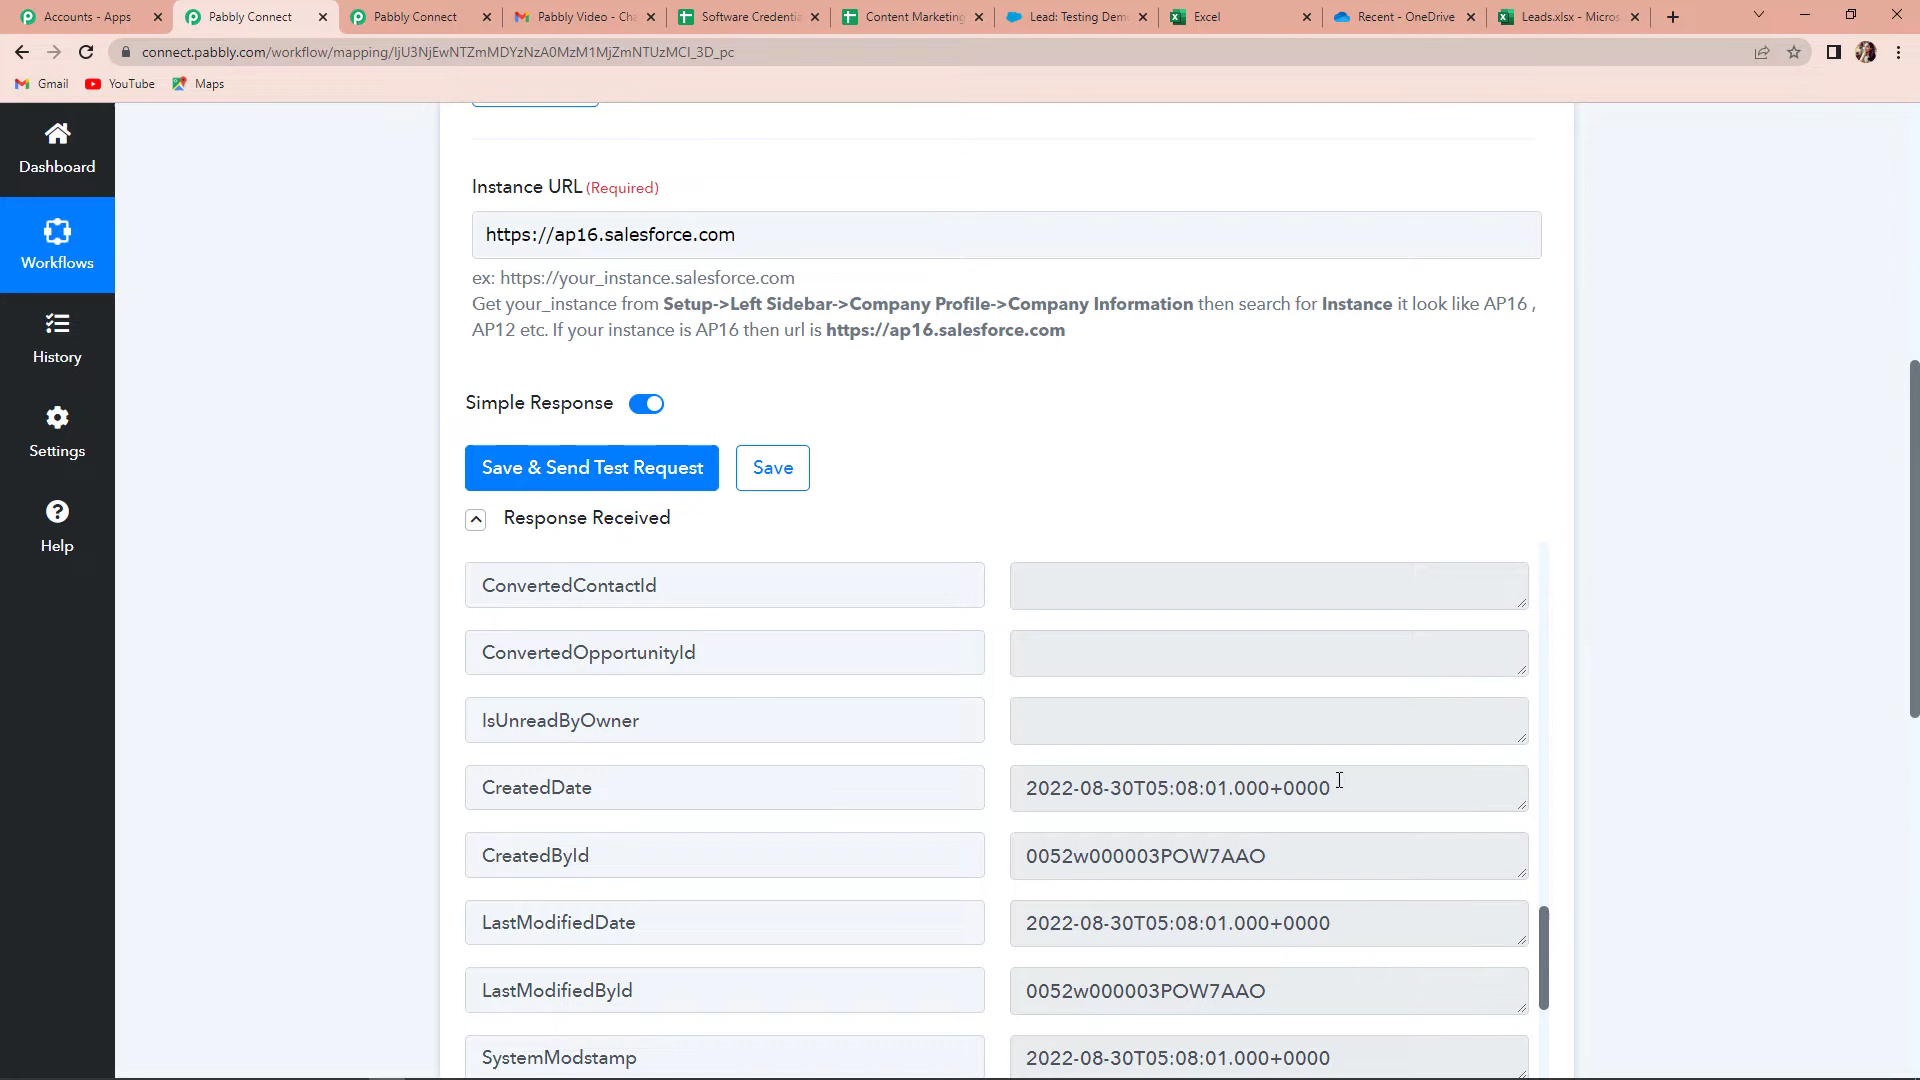 Accounts - Apps
Pabbly Connect
Pabbly Connect
Pabbly Video - Cha
Software Credentia
Content Marketing
Lead: Testing Dem
Excel
Recent - OneDrive
Leads.xlsx - Micros
connect.pabbly.com/workflow/mapping/IjU3NjEwNTZmMDYzNzA0MzM1MjZmNTUzMCI_3D_pc
Gmail
YouTube
Maps
Dashboard
Workflows
History
Settings
Help
Instance URL (Required)
https://ap16.salesforce.com
ex: https://your_instance.salesforce.com
Get your_instance from Setup->Left Sidebar->Company Profile->Company Information then search for Instance it look like AP16 ,
AP12 etc. If your instance is AP16 then url is https://ap16.salesforce.com
Simple Response
Save & Send Test Request
Save
Response Received
ConvertedContactId
ConvertedOpportunityId
IsUnreadByOwner
CreatedDate
2022-08-30T05:08:01.000+0000
CreatedById
0052w000003POW7AAO
LastModifiedDate
2022-08-30T05:08:01.000+0000
LastModifiedById
0052w000003POW7AAO
SystemModstamp
2022-08-30T05:08:01.000+0000